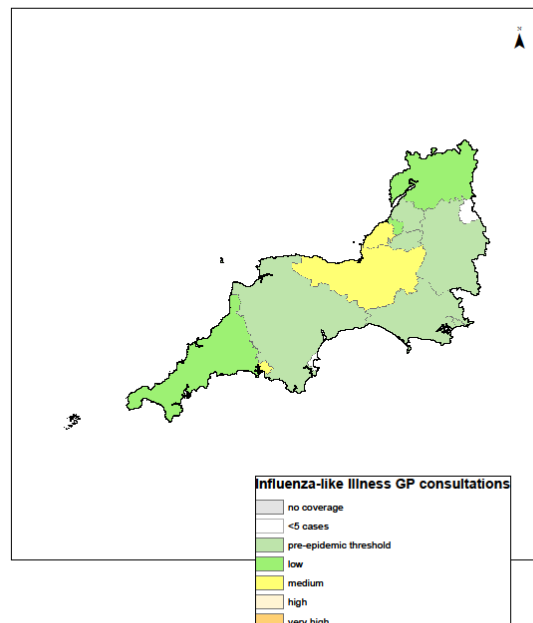 N
Influenza-like Illness GP consultations
no coverage
<5 cases
pre-epidemic threshold
low
medium
high
very high